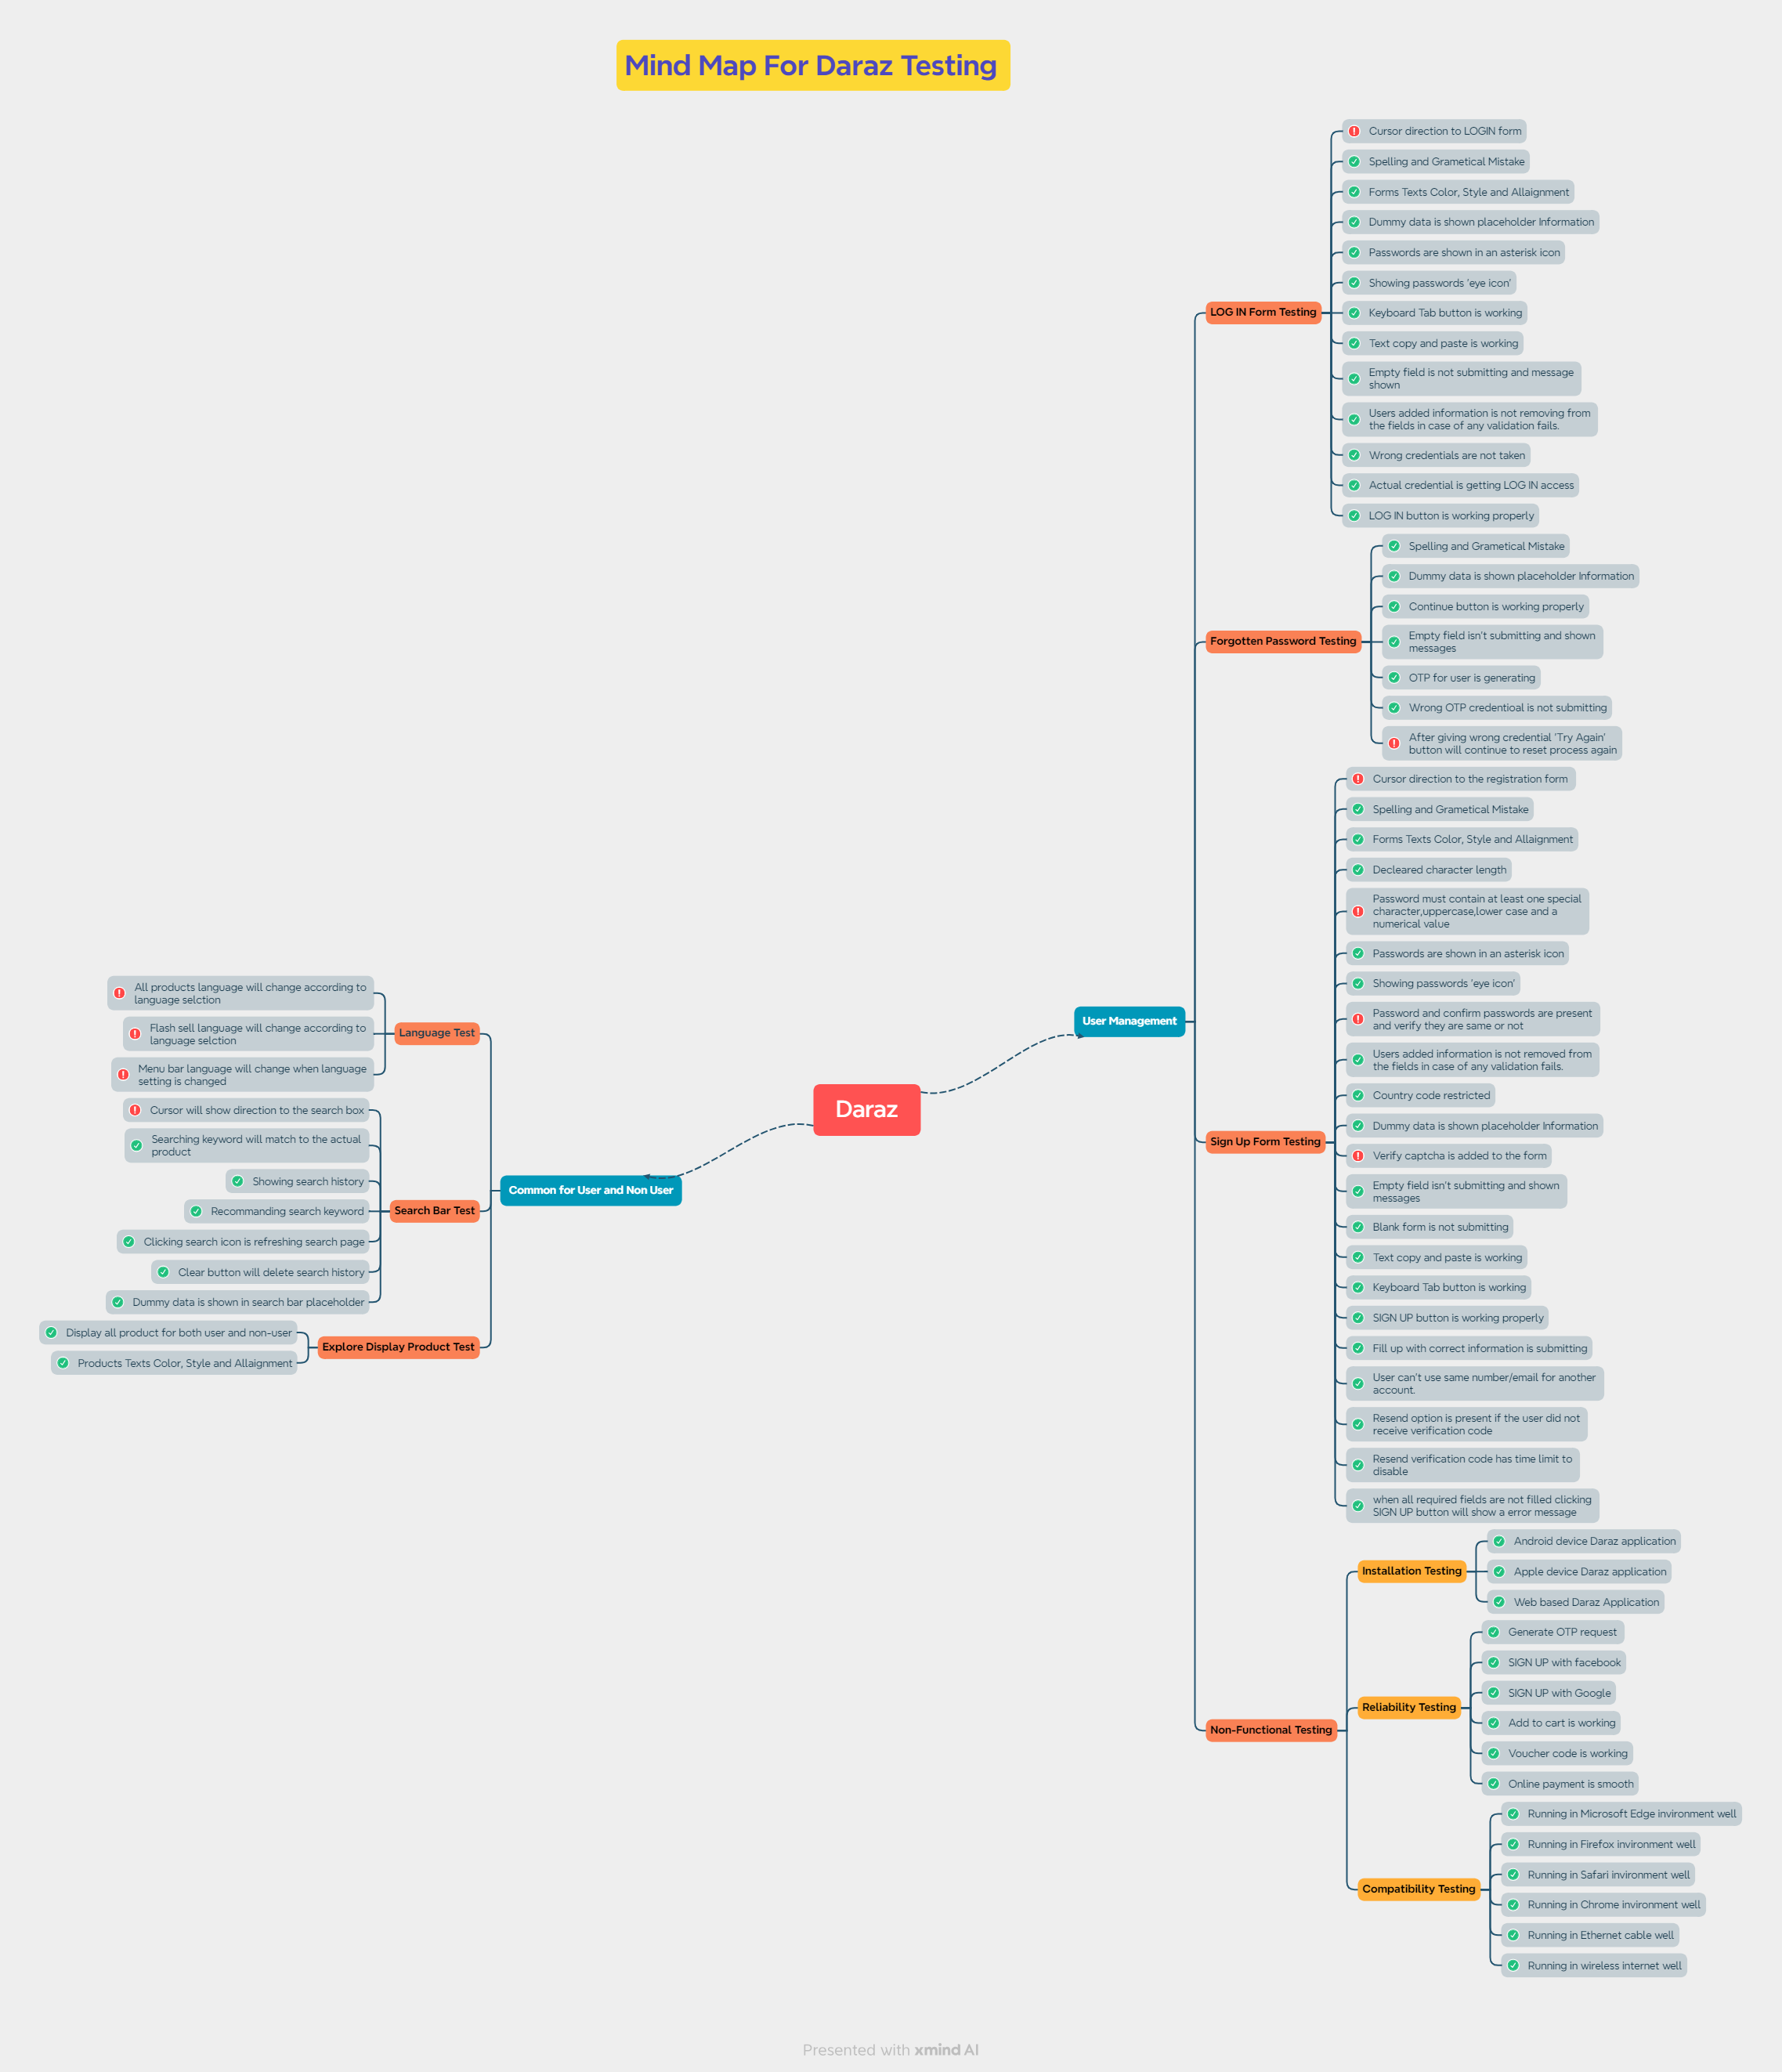 Mind Map For Daraz Testing
Daraz
User Management
LOG IN Form Testing
Cursor direction to LOGIN form
Spelling and Grametical Mistake
Forms Texts Color, Style and Allaignment
Dummy data is shown placeholder Information
Passwords are shown in an asterisk icon
Showing passwords 'eye icon'
Keyboard Tab button is working
Text copy and paste is working
Empty field is not submitting and message
shown
Users added information is not removing from
the fields in case of any validation fails.
Wrong credentials are not taken
Actual credential is getting LOG IN access
LOG IN button is working properly
Forgotten Password Testing
Spelling and Grametical Mistake
Dummy data is shown placeholder Information
Continue button is working properly
Empty field isn't submitting and shown
messages
OTP for user is generating
Wrong OTP credentioal is not submitting
After giving wrong credential 'Try Again'
button will continue to reset process again
Sign Up Form Testing
Cursor direction to the registration form
Spelling and Grametical Mistake
Forms Texts Color, Style and Allaignment
Decleared character length
Password must contain at least one special
character,uppercase,lower case and a
numerical value
Passwords are shown in an asterisk icon
Showing passwords 'eye icon'
Password and confirm passwords are present
and verify they are same or not
Users added information is not removed from
the fields in case of any validation fails.
Country code restricted
Dummy data is shown placeholder Information
Verify captcha is added to the form
Empty field isn't submitting and shown
messages
Blank form is not submitting
Text copy and paste is working
Keyboard Tab button is working
SIGN UP button is working properly
Fill up with correct information is submitting
User can't use same number/email for another
account.
Resend option is present if the user did not
receive verification code
Resend verification code has time limit to
disable
when all required fields are not filled clicking
SIGN UP button will show a error message
Non-Functional Testing
Installation Testing
Android device Daraz application
Apple device Daraz application
Web based Daraz Application
Reliability Testing
Generate OTP request
SIGN UP with facebook
SIGN UP with Google
Add to cart is working
Voucher code is working
Online payment is smooth
Compatibility Testing
Running in Microsoft Edge invironment well
Running in Firefox invironment well
Running in Safari invironment well
Running in Chrome invironment well
Running in Ethernet cable well
Running in wireless internet well
Common for User and Non User
Language Test
All products language will change according to
language selction
Flash sell language will change according to
language selction
Menu bar language will change when language
setting is changed
Search Bar Test
Cursor will show direction to the search box
Searching keyword will match to the actual
product
Showing search history
Recommanding search keyword
Clicking search icon is refreshing search page
Clear button will delete search history
Dummy data is shown in search bar placeholder
Explore Display Product Test
Display all product for both user and non-user
Products Texts Color, Style and Allaignment
Presented with xmind AI